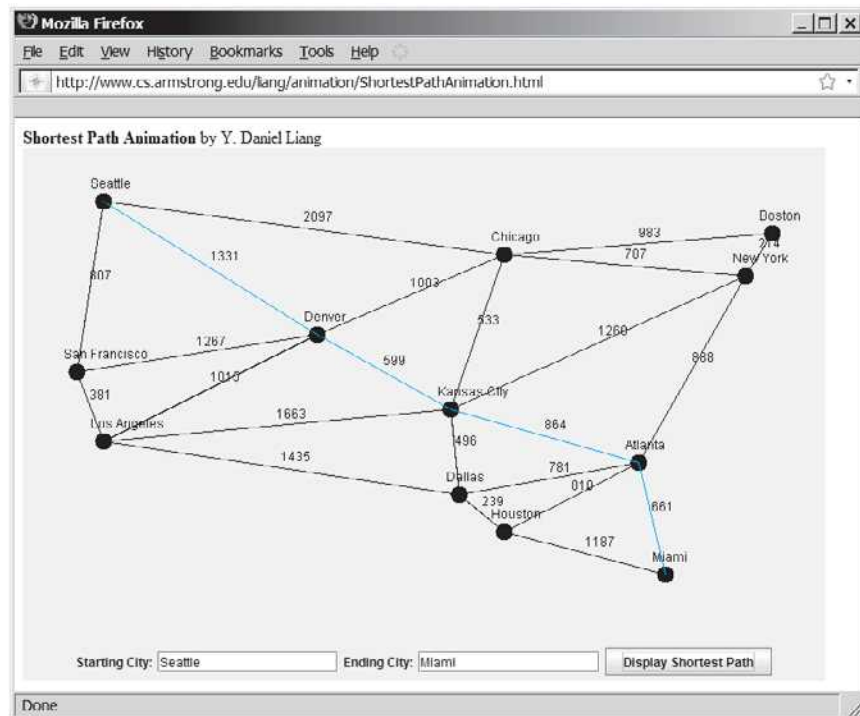 Mozilla Firefox
File Edit View History Bookmarks Tools Help
http://www.cs.armstrong.edu/liang/animation/ShortestPathAnimation.html
Shortest Path Animation by Y. Daniel Liang
Seattle
2097
Boston
Chicago
983
707
New York
1331
807
1003
Denver
533
1260
1267
San Francisco
599
888
381
1015
Kansas City
1663
864
Los Angeles
496
Atlanta
1435
781
Dallas
239
810
Houston
661
1187
Miami
Starting City: Seattle Ending City: Miami Display Shortest Path
Done